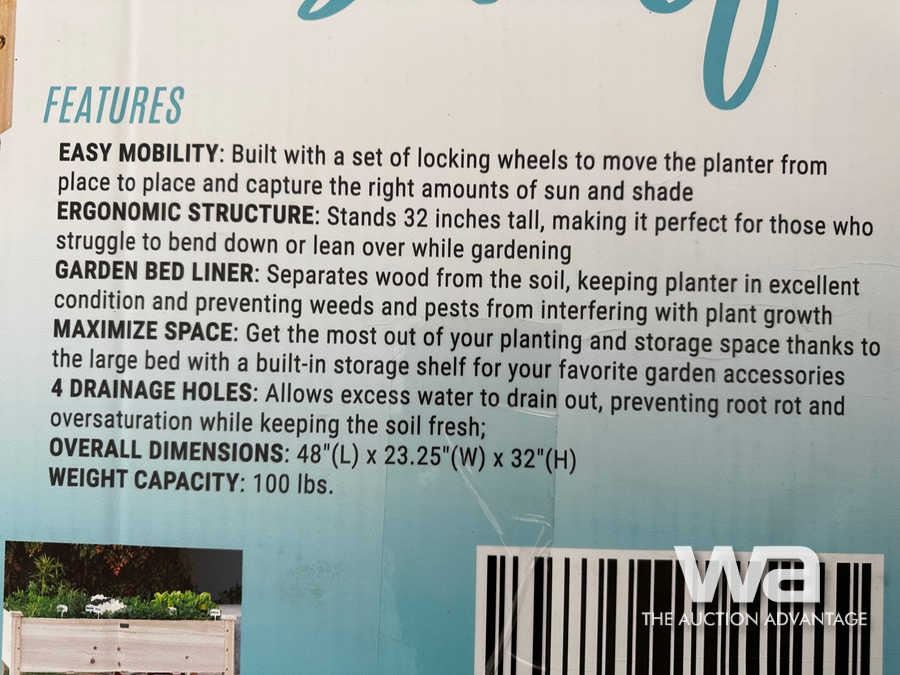 FEATURES
EASY MOBILITY: Built with a set of locking wheels to move the planter from
place to place and capture the right amounts of sun and shade
ERGONOMIC STRUCTURE: Stands 32 inches tall, making it perfect for those who
struggle to bend down or lean over while gardening
GARDEN BED LINER: Separates wood from the soil, keeping planter in excellent
condition and preventing weeds and pests from interfering with plant growth
MAXIMIZE SPACE: Get the most out of your planting and storage space thanks to
the large bed with a built-in storage shelf for your favorite garden accessories
4 DRAINAGE HOLES: Allows excess water to drain out, preventing root rot and
oversaturation while keeping the soil fresh;
OVERALL DIMENSIONS: 48"(L) x 23.25"(W) x 32"(H)
WEIGHT CAPACITY: 100 lbs.
wa
THE AUCTION ADVANTAGE